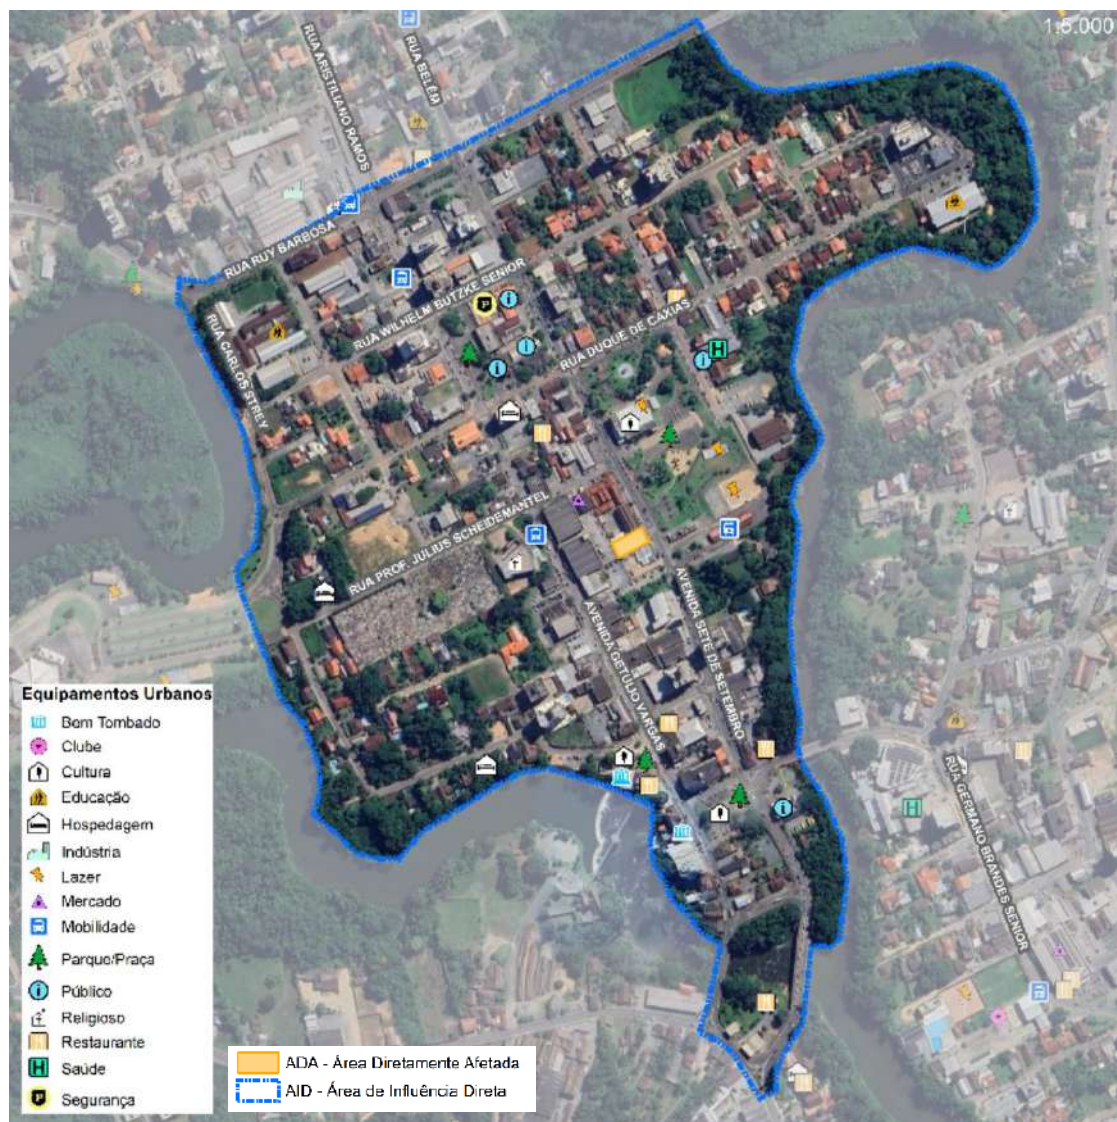 1:5.000
RUA ARISTILIANO RAMOS
RUA BELÉM
RUA RUY BARBOSA
RUA WILHELM BUTZKE SENIOR
RUA DUQUE DE CAXIAS
RUA CARLOS STREY
RUA PROF. JULIUS SCHEIDEMANTEL
AVENIDA GETÚLIO VARGAS
AVENIDA SETE DE SETEMBRO
RUA GERMANO BRANDES SENIOR
Equipamentos Urbanos
Bem Tombado
Clube
Cultura
Educação
Hospedagem
Indústria
Lazer
Mercado
Mobilidade
Parque/Praça
Público
Religioso
Restaurante
Saúde
Segurança
ADA - Área Diretamente Afetada
AID - Área de Influência Direta